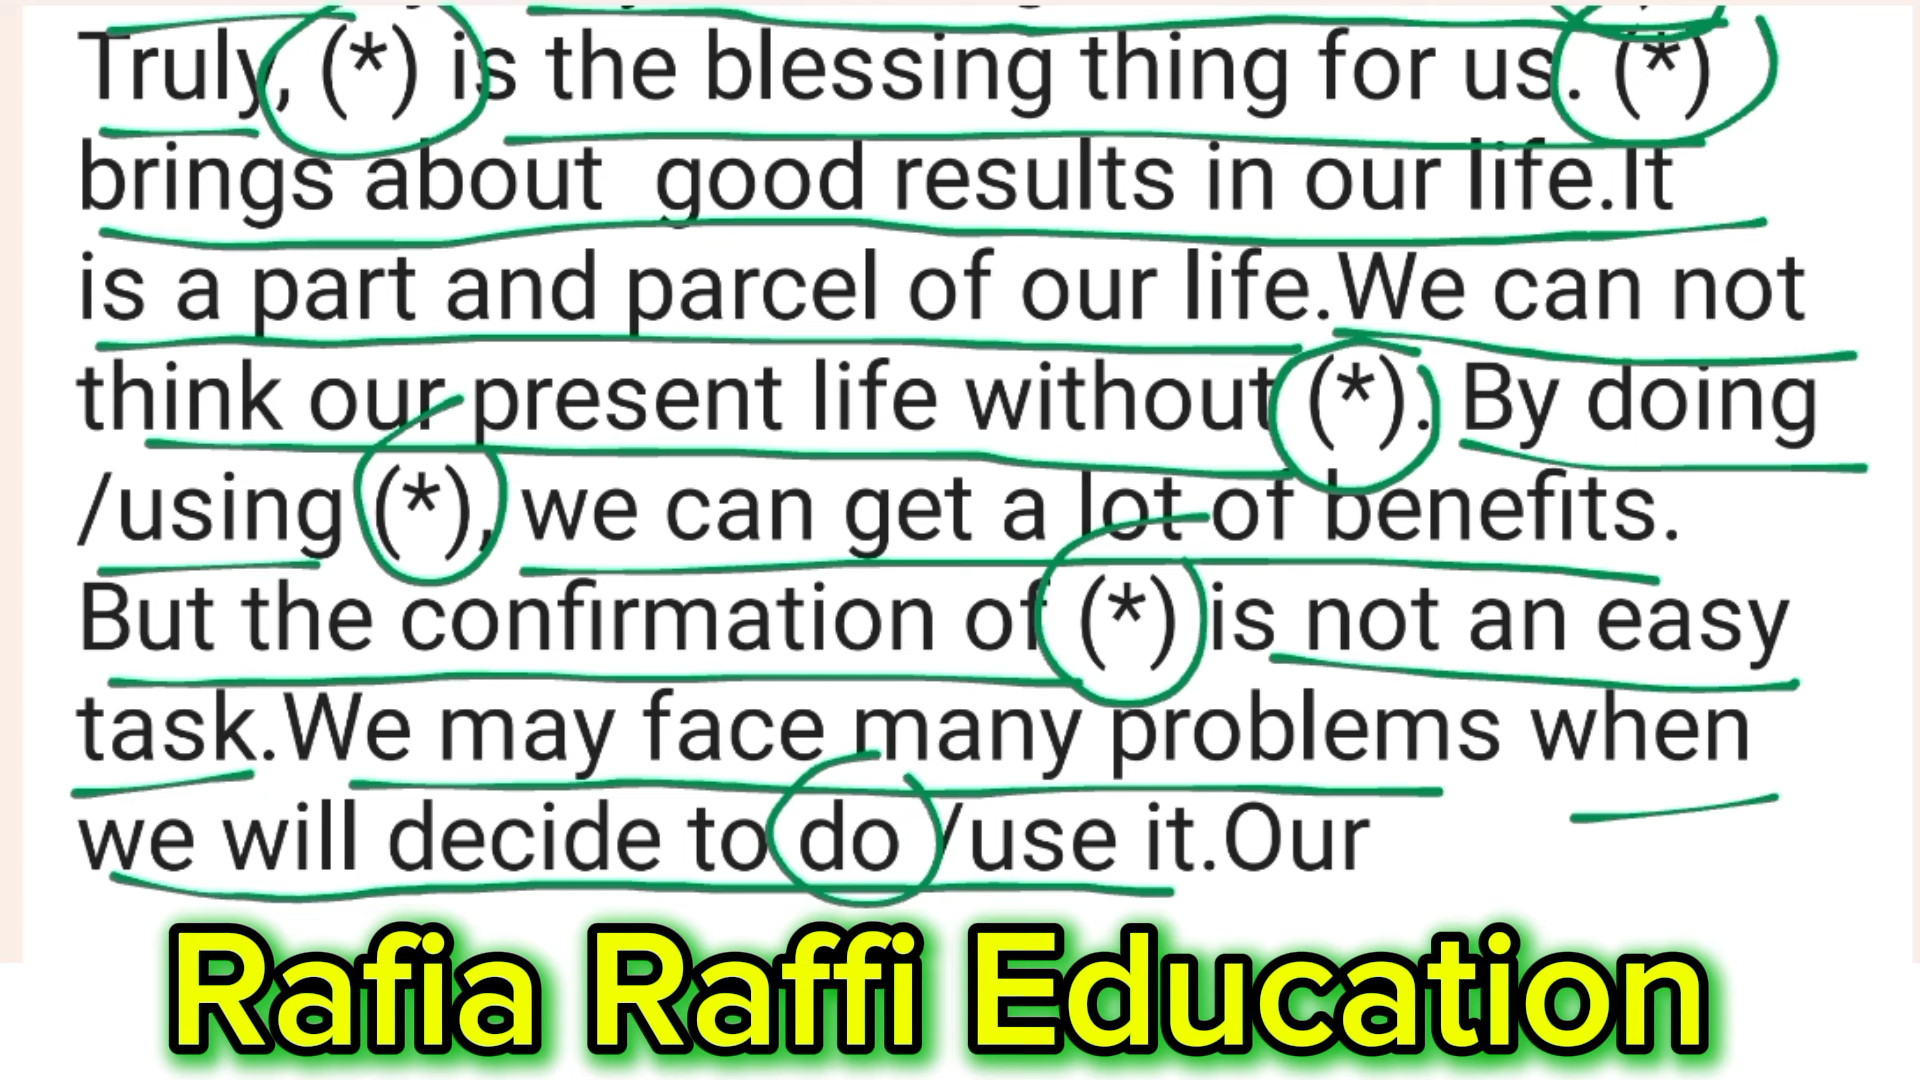 Truly, (*) is the blessing thing for us. (*)
brings about  good results in our life.It
is a part and parcel of our life.We can not
think our present life without (*). By doing
/using (*), we can get a lot of benefits.
But the confirmation of (*) is not an easy
task.We may face many problems when
we will decide to do /use it.Our
Rafia Raffi Education